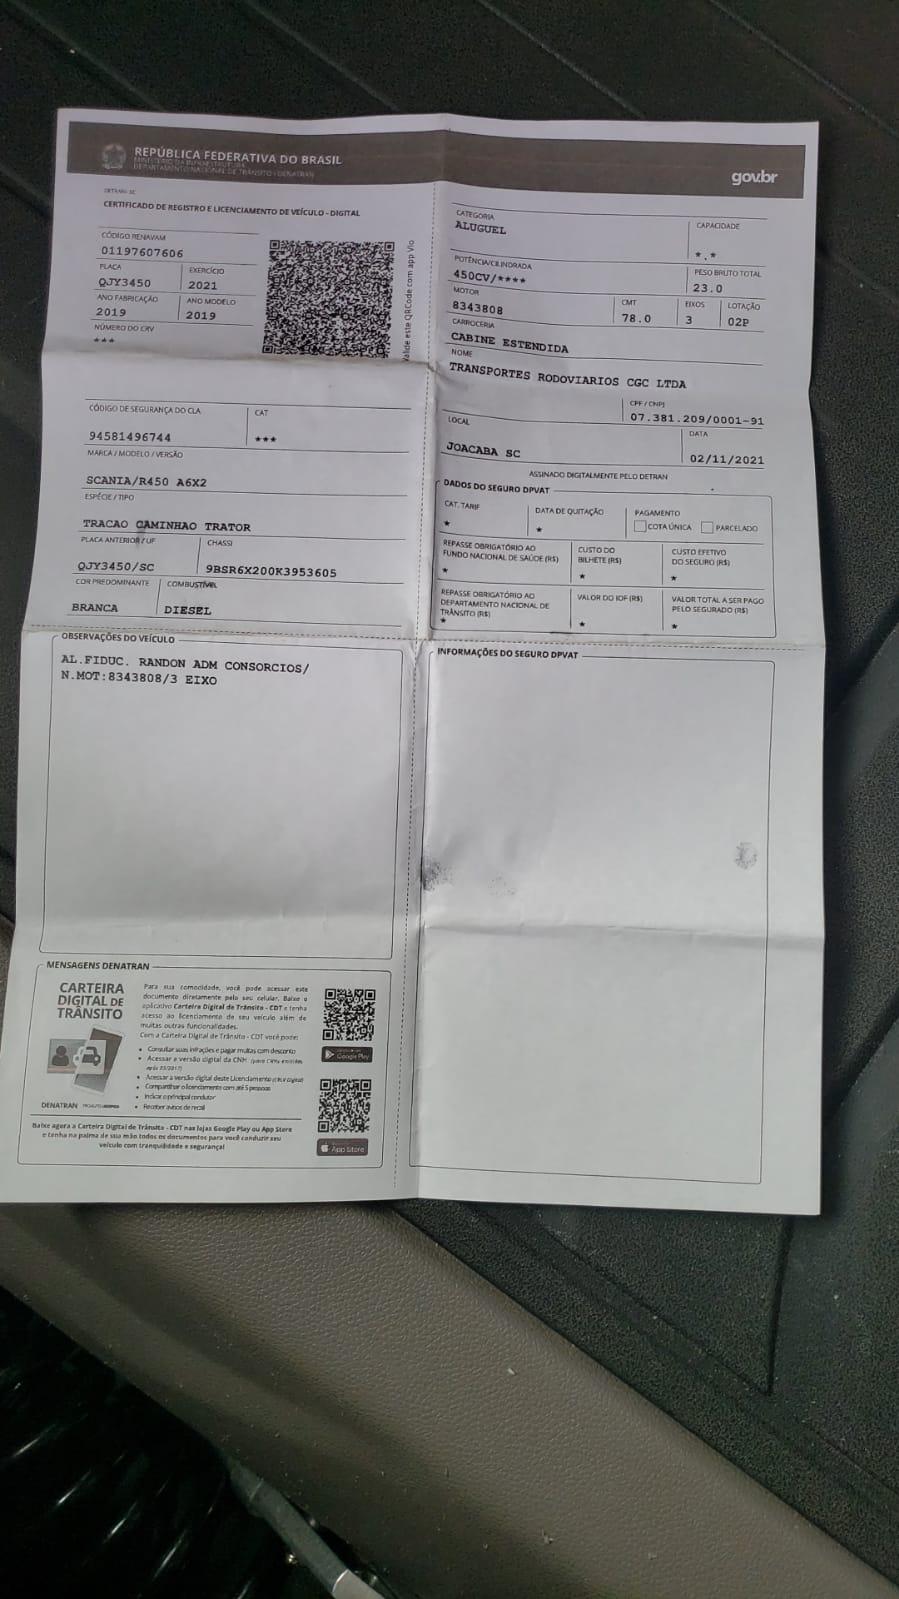 REPÚBLICA FEDERATIVA DO BRASIL
MINISTÉRIO DA INFRAESTRUTURA
DEPARTAMENTO NACIONAL DE TRÂNSITO - DENATRAN
gov.br
DETRAN- SC
CERTIFICADO DE REGISTRO E LICENCIAMENTO DE VEÍCULO - DIGITAL
CÓDIGO RENAVAM
01197607606
PLACA EXERCÍCIO
QJY3450 2021
ANO FABRICAÇÃO ANO MODELO
2019 2019
NÚMERO DO CRV
***
Valide este QRCode com app Vio
CÓDIGO DE SEGURANÇA DO CLA CAT
94581496744 ***
MARCA / MODELO / VERSÃO
SCANIA/R450 A6X2
ESPÉCIE / TIPO
TRACAO CAMINHAO TRATOR
PLACA ANTERIOR / UF CHASSI
QJY3450/SC 9BSR6X200K3953605
COR PREDOMINANTE COMBUSTÍVEL
BRANCA DIESEL
CATEGORIA CAPACIDADE
ALUGUEL *.*
POTÊNCIA/CILINDRADA PESO BRUTO TOTAL
450CV/**** 23.0
MOTOR CMT EIXOS LOTAÇÃO
8343808 78.0 3 02P
CARROCERIA
CABINE ESTENDIDA
NOME
TRANSPORTES RODOVIARIOS CGC LTDA
CPF / CNPJ
07.381.209/0001-91
LOCAL DATA
JOACABA SC 02/11/2021
ASSINADO DIGITALMENTE PELO DETRAN
DADOS DO SEGURO DPVAT
CAT. TARIF DATA DE QUITAÇÃO PAGAMENTO
* * COTA ÚNICA PARCELADO
REPASSE OBRIGATÓRIO AO FUNDO NACIONAL DE SAÚDE (R$) CUSTO DO BILHETE (R$) CUSTO EFETIVO DO SEGURO (R$)
* * *
REPASSE OBRIGATÓRIO AO DEPARTAMENTO NACIONAL DE TRÂNSITO (R$) VALOR DO IOF (R$) VALOR TOTAL A SER PAGO PELO SEGURADO (R$)
* * *
OBSERVAÇÕES DO VEÍCULO
AL.FIDUC. RANDON ADM CONSORCIOS/
N.MOT:8343808/3 EIXO
INFORMAÇÕES DO SEGURO DPVAT
MENSAGENS DENATRAN
CARTEIRA
DIGITAL DE
TRÂNSITO
DENATRAN
Para sua comodidade, você pode acessar este
documento diretamente pelo seu celular. Baixe o
aplicativo Carteira Digital de Trânsito - CDT e tenha
acesso ao licenciamento de seu veículo além de
muitas outras funcionalidades.
Com a Carteira Digital de Trânsito - CDT você pode:
• Consultar suas infrações e pagar multas com desconto
• Acessar a versão digital da CNH
• Acessar a versão digital deste Licenciamento
• Compartilhar o licenciamento com até 5 pessoas
• Indicar o principal condutor
• Receber avisos de recall
Google Play
App Store
Baixe agora a Carteira Digital de Trânsito - CDT nas lojas Google Play ou App Store
e tenha na palma de sua mão todos os documentos para você conduzir seu
veículo com tranquilidade e segurança!